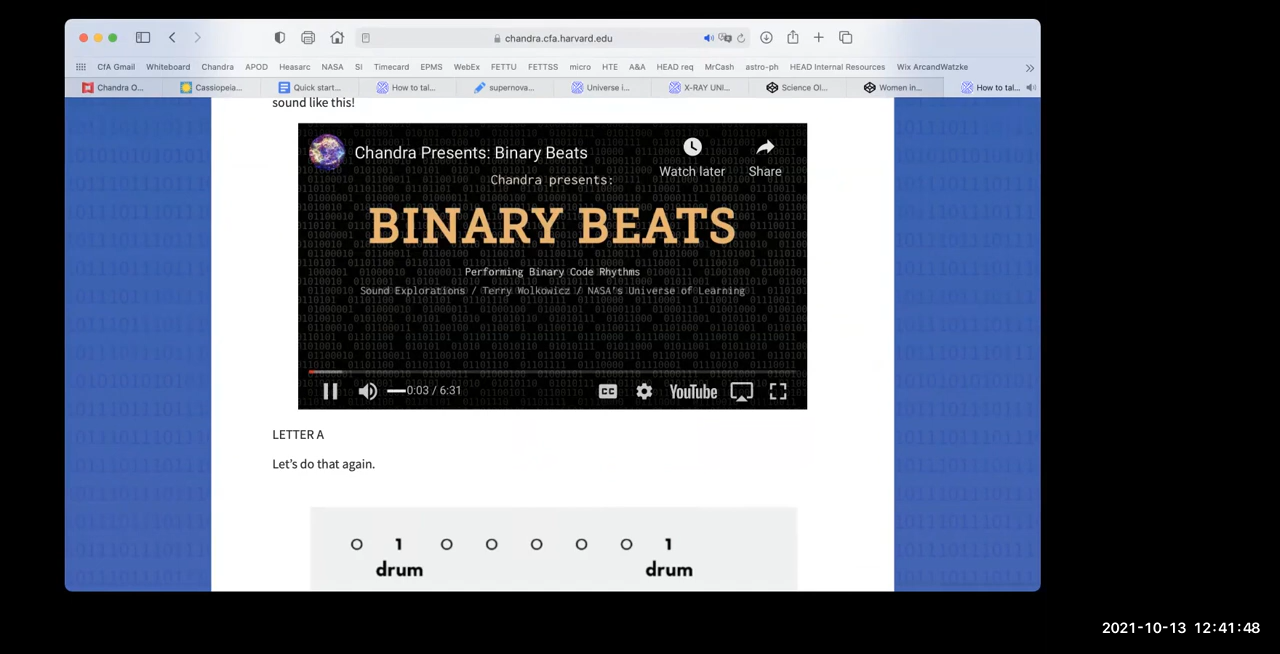 chandra.cfa.harvard.edu
CfA Gmail Whiteboard Chandra APOD Heasarc NASA SI Timecard EPMS WebEx FETTU FETTSS micro HTE A&A HEAD req MrCash astro-ph HEAD Internal Resources Wix ArcandWatzke
Chandra O... Cassiopeia... Quick start... How to tal... supernova... Universe i... X-RAY UNI... Science Ol... Women in... How to tal...
sound like this!
Chandra Presents: Binary Beats
Watch later Share
Chandra presents:
BINARY BEATS
Performing Binary Code Rhythms
Sound Explorations / Terry Wolkowicz / NASA's Universe of Learning
0:03 / 6:31 CC YouTube
LETTER A
Let's do that again.
0 1 0 0 0 0 0 1
drum drum
2021-10-13 12:41:48